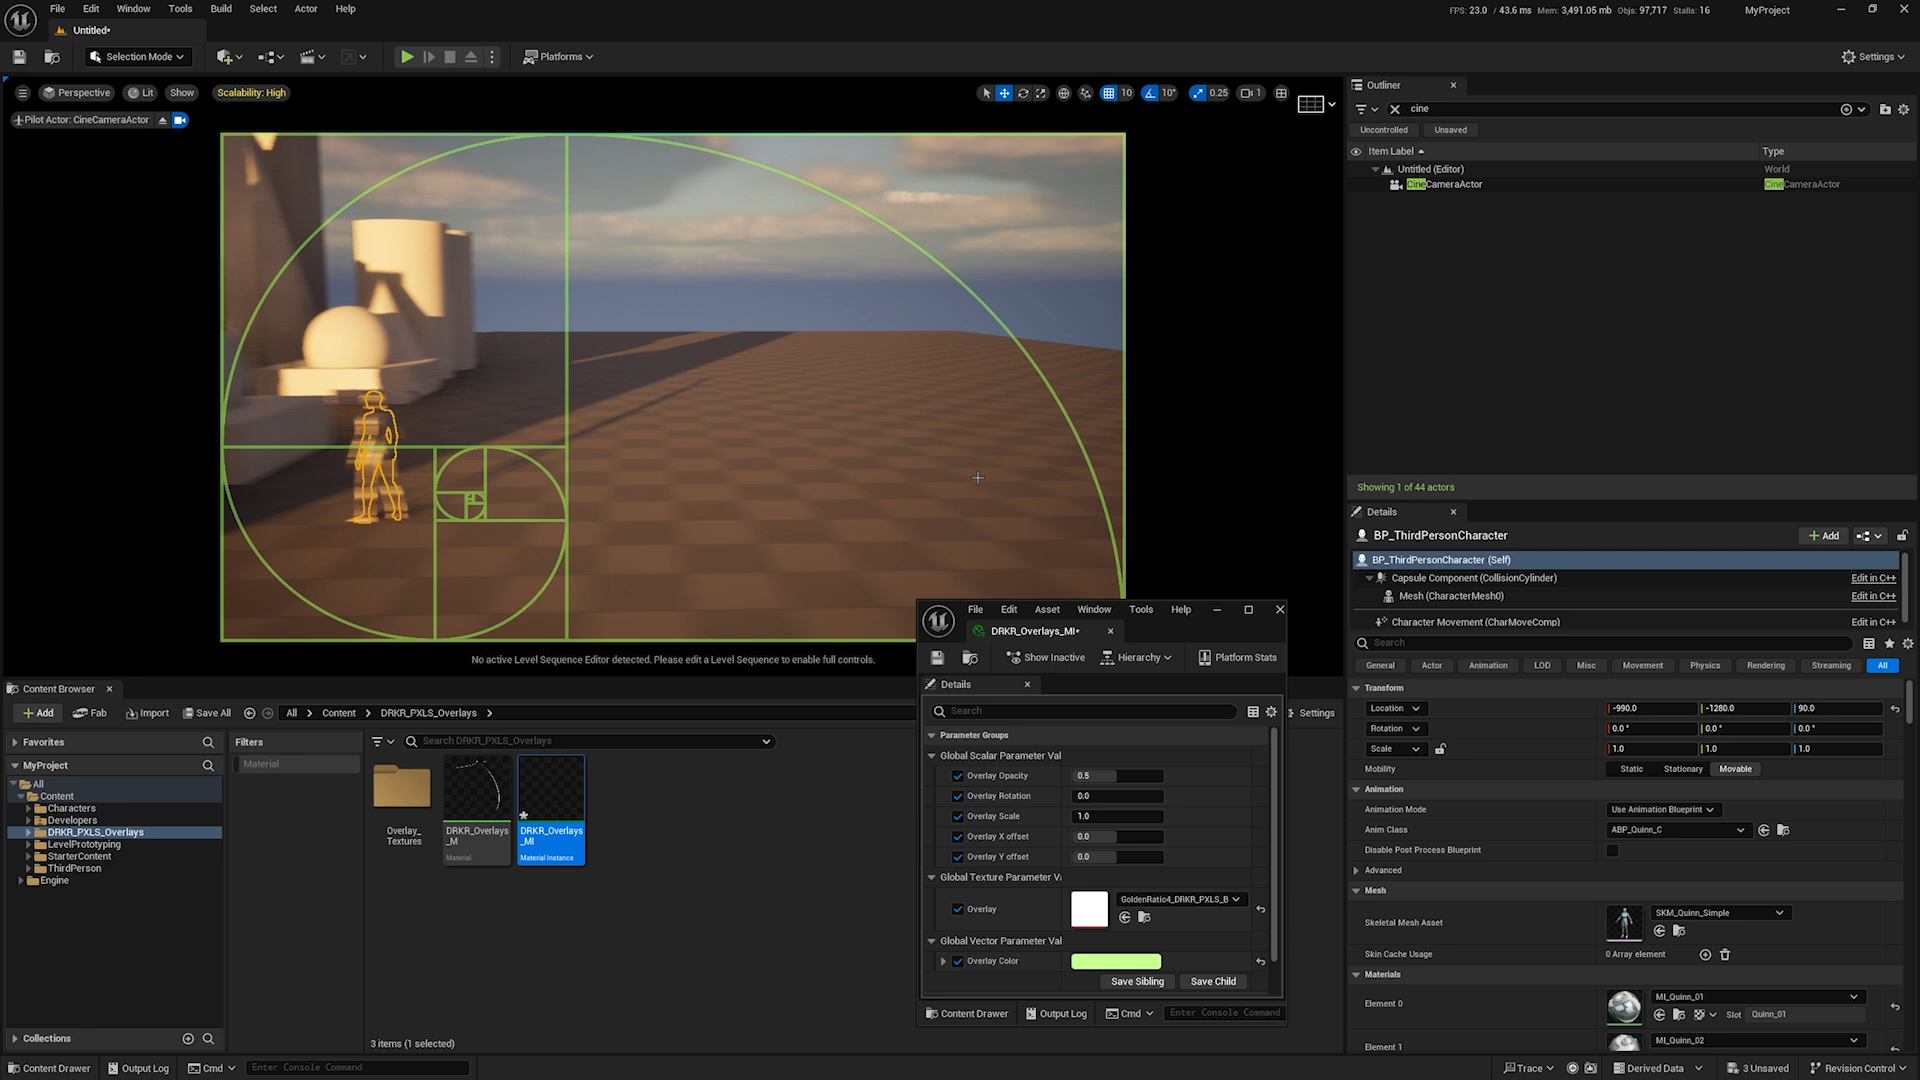 File Edit Window Tools Build Select Actor Help
FPS: 23.0 / 43.6 ms Mem: 3,491.05 mb Objs: 97,717 Stalls: 16
MyProject
Untitled•
Selection Mode
Platforms
Settings
Perspective
Lit
Show
Scalability: High
10
10°
0.25
1
Pilot Actor: CineCameraActor
No active Level Sequence Editor detected. Please edit a Level Sequence to enable full controls.
Outliner
cine
Uncontrolled
Unsaved
Item Label
Type
Untitled (Editor)
World
CineCameraActor
CineCameraActor
Showing 1 of 44 actors
Details
BP_ThirdPersonCharacter
Add
BP_ThirdPersonCharacter (Self)
Capsule Component (CollisionCylinder)
Edit in C++
Mesh (CharacterMesh0)
Edit in C++
Character Movement (CharMoveComp)
Edit in C++
Search
General Actor Animation LOD Misc Movement Physics Rendering Streaming All
Transform
Location
-990.0
-1280.0
90.0
Rotation
0.0 °
0.0 °
0.0 °
Scale
1.0
1.0
1.0
Mobility
Static
Stationary
Movable
Animation
Animation Mode
Use Animation Blueprint
Anim Class
ABP_Quinn_C
Disable Post Process Blueprint
Advanced
Mesh
Skeletal Mesh Asset
SKM_Quinn_Simple
Skin Cache Usage
0 Array element
Materials
Element 0
MI_Quinn_01
Slot
Quinn_01
Element 1
MI_Quinn_02
Content Browser
Add
Fab
Import
Save All
All
Content
DRKR_PXLS_Overlays
Settings
Favorites
MyProject
All
Content
Characters
Developers
DRKR_PXLS_Overlays
LevelPrototyping
StarterContent
ThirdPerson
Engine
Collections
Filters
Material
Search DRKR_PXLS_Overlays
Overlay_
Textures
DRKR_Overlays
_M
Material
DRKR_Overlays
_MI
Material Instance
3 items (1 selected)
File Edit Asset Window Tools Help
DRKR_Overlays_MI•
Show Inactive
Hierarchy
Platform Stats
Details
Search
Parameter Groups
Global Scalar Parameter Val
Overlay Opacity
0.5
Overlay Rotation
0.0
Overlay Scale
1.0
Overlay X offset
0.0
Overlay Y offset
0.0
Global Texture Parameter Va
Overlay
GoldenRatio4_DRKR_PXLS_B
Global Vector Parameter Val
Overlay Color
Save Sibling
Save Child
Content Drawer
Output Log
Cmd
Enter Console Command
Content Drawer
Output Log
Cmd
Enter Console Command
Trace
Derived Data
3 Unsaved
Revision Control